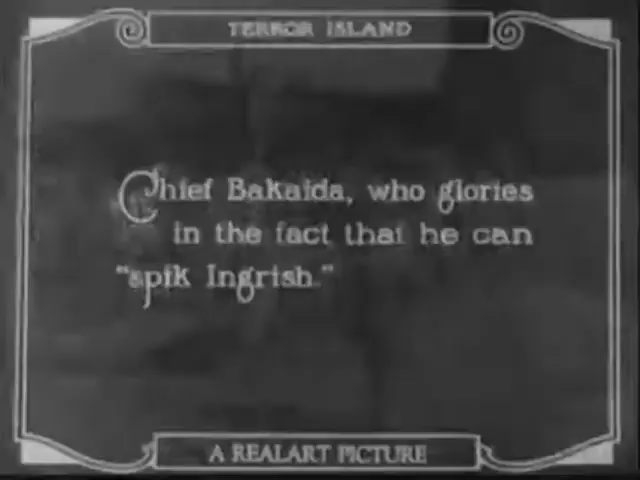 TERROR ISLAND
Chief Bakaida, who glories
in the fact that he can
"spik Ingrish."
A REALART PICTURE